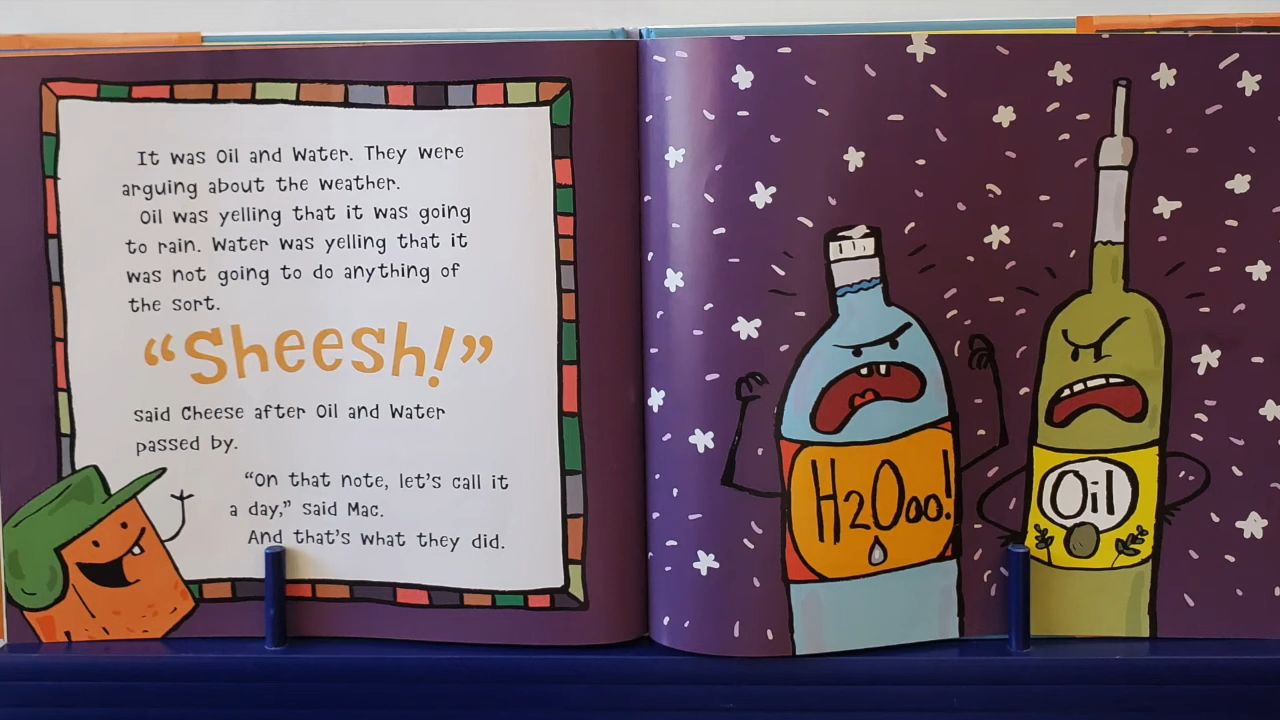 It was Oil and Water. They were
arguing about the weather.
Oil was yelling that it was going
to rain. Water was yelling that it
was not going to do anything of
the sort.
“Sheesh!”
said Cheese after Oil and Water
passed by.
“On that note, let’s call it
a day,” said Mac.
And that’s what they did.
H2Ooo!
Oil